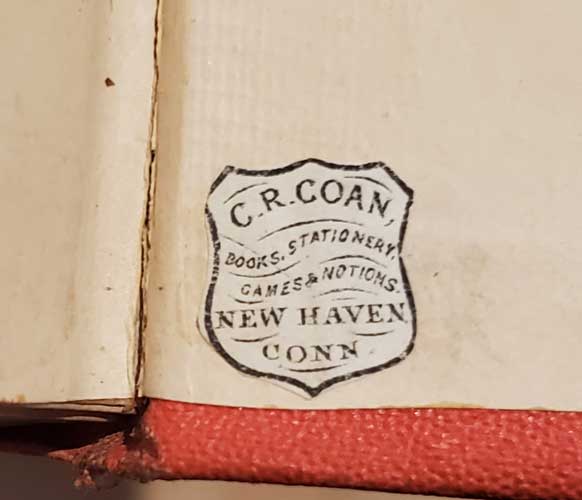 C.R.COAN,
BOOKS, STATIONERY,
GAMES & NOTIONS.
NEW HAVEN
CONN